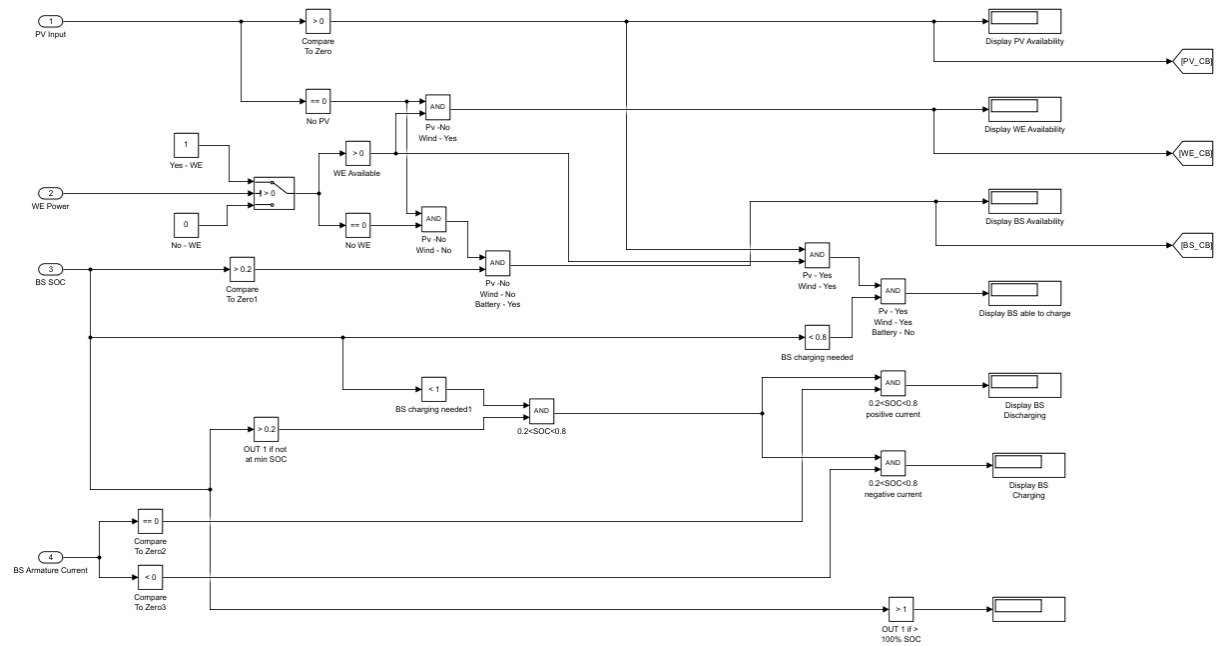 1
PV Input
> 0
Compare
To Zero
Display PV Availability
[PV_CB]
== 0
No PV
AND
Pv -No
Wind - Yes
Display WE Availability
1
Yes - WE
> 0
WE Available
[WE_CB]
2
WE Power
> 0
0
No - WE
== 0
No WE
AND
Pv -No
Wind - No
Display BS Availability
[BS_CB]
3
BS SOC
> 0.2
Compare
To Zero1
AND
Pv -No
Wind - No
Battery - Yes
AND
Pv - Yes
Wind - Yes
AND
Pv - Yes
Wind - Yes
Battery - No
Display BS able to charge
< 0.8
BS charging needed
< 1
BS charging needed1
AND
0.2<SOC<0.8
AND
0.2<SOC<0.8
positive current
Display BS
Discharging
> 0.2
OUT 1 if not
at min SOC
AND
0.2<SOC<0.8
negative current
Display BS
Charging
== 0
Compare
To Zero2
4
BS Armature Current
< 0
Compare
To Zero3
> 1
OUT 1 if >
100% SOC